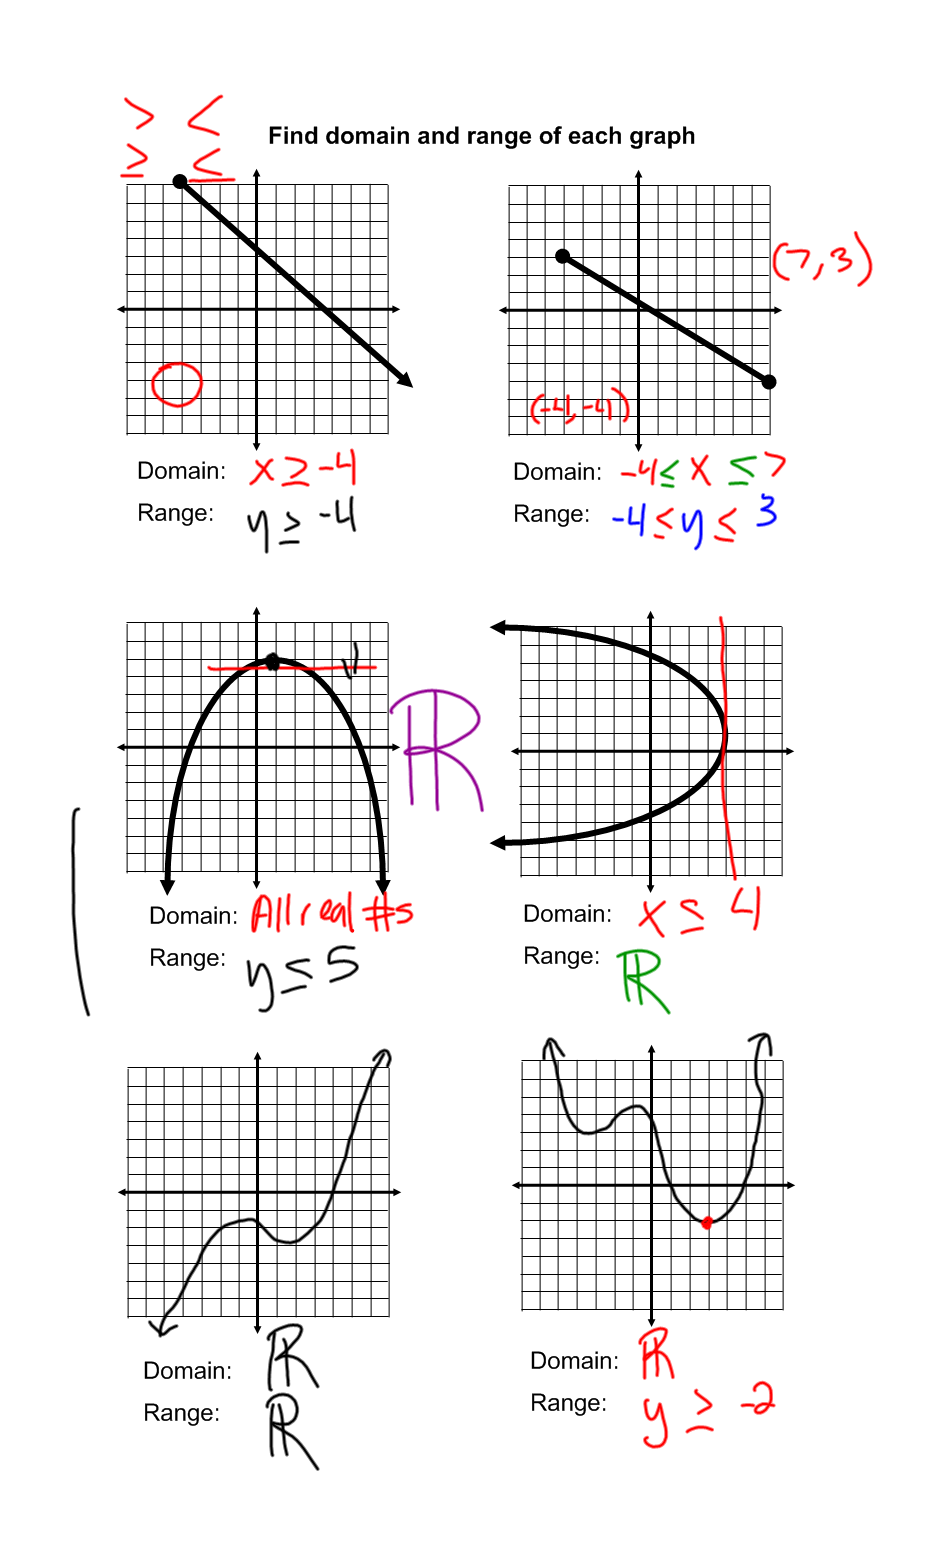 > <
≥ ≤
Find domain and range of each graph
(7, 3)
(-4, -4)
Domain: x ≥ -4
Range: y ≥ -4
Domain: -4 ≤ x ≤ 7
Range: -4 ≤ y ≤ 3
ℝ
Domain: All real #s
Range: y ≤ 5
Domain: x ≤ 4
Range: ℝ
Domain: ℝ
Range: ℝ
Domain: ℝ
Range: y ≥ -2